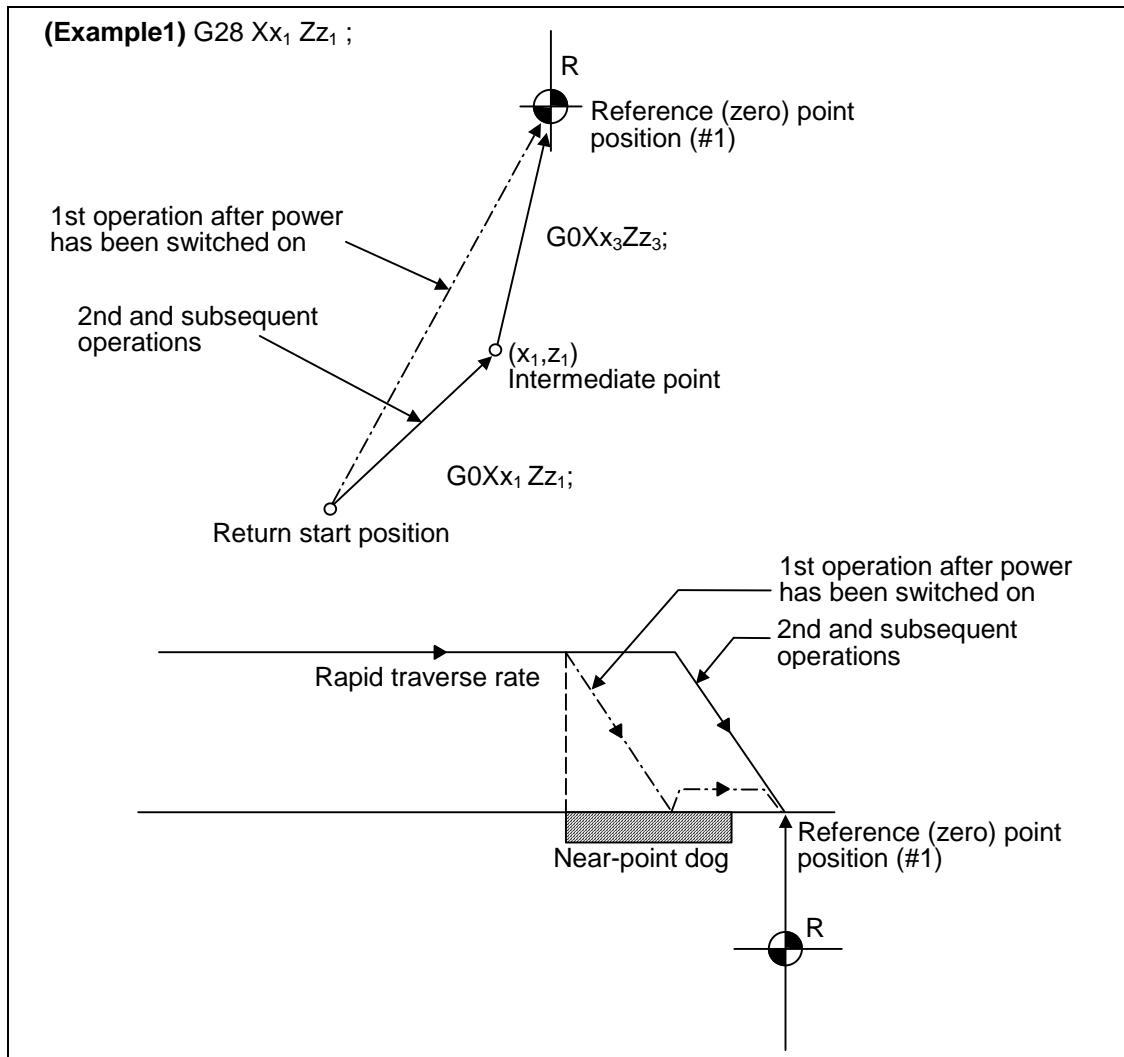 (Example1) G28 Xx₁ Zz₁ ;
R
Reference (zero) point
position (#1)
1st operation after power
has been switched on
G0Xx₃Zz₃;
2nd and subsequent
operations
(x₁,z₁)
Intermediate point
G0Xx₁ Zz₁;
Return start position
1st operation after power
has been switched on
2nd and subsequent
operations
Rapid traverse rate
Reference (zero) point
position (#1)
Near-point dog
R